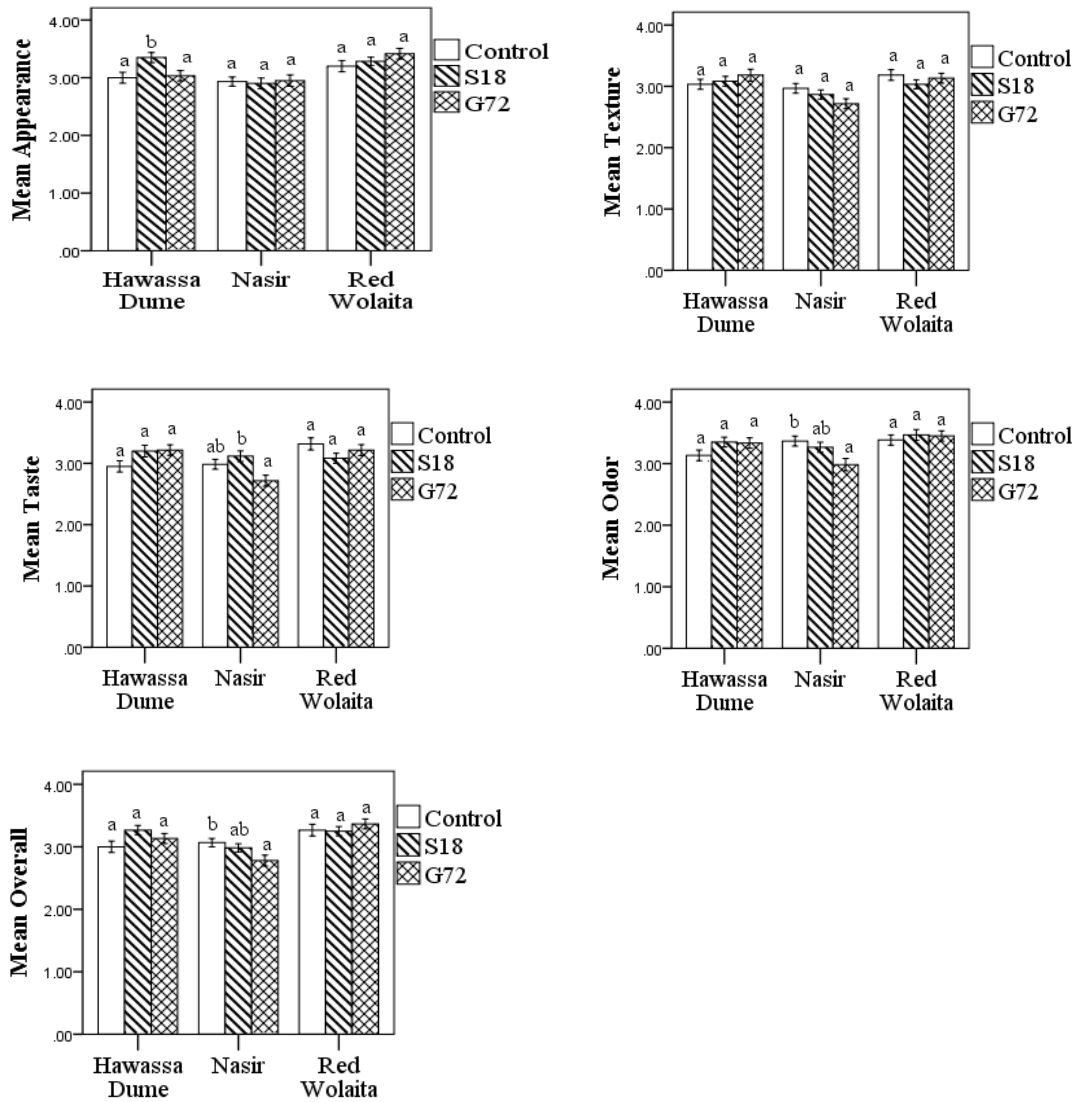 Mean Appearance
4.00
3.00
2.00
1.00
.00
a b a a a a a a a
Hawassa Dume
Nasir
Red Wolaita
Control
S18
G72
Mean Texture
4.00
3.00
2.00
1.00
.00
a a a a a a a a a
Hawassa Dume
Nasir
Red Wolaita
Control
S18
G72
Mean Taste
4.00
3.00
2.00
1.00
.00
a a a ab b a a a a
Hawassa Dume
Nasir
Red Wolaita
Control
S18
G72
Mean Odor
4.00
3.00
2.00
1.00
.00
a a a b ab a a a a
Hawassa Dume
Nasir
Red Wolaita
Control
S18
G72
Mean Overall
4.00
3.00
2.00
1.00
.00
a a a b ab a a a a
Hawassa Dume
Nasir
Red Wolaita
Control
S18
G72